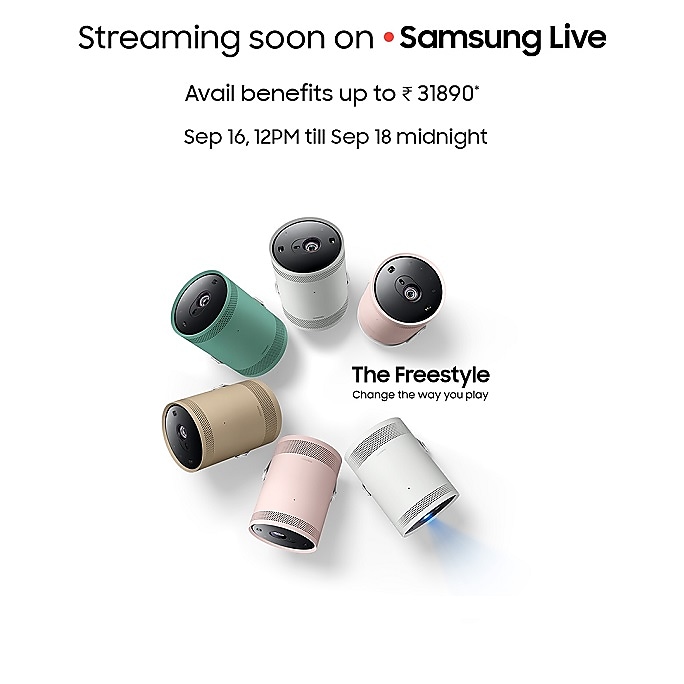 Streaming soon on • Samsung Live
Avail benefits up to ₹ 31890*
Sep 16, 12PM till Sep 18 midnight
The Freestyle
Change the way you play